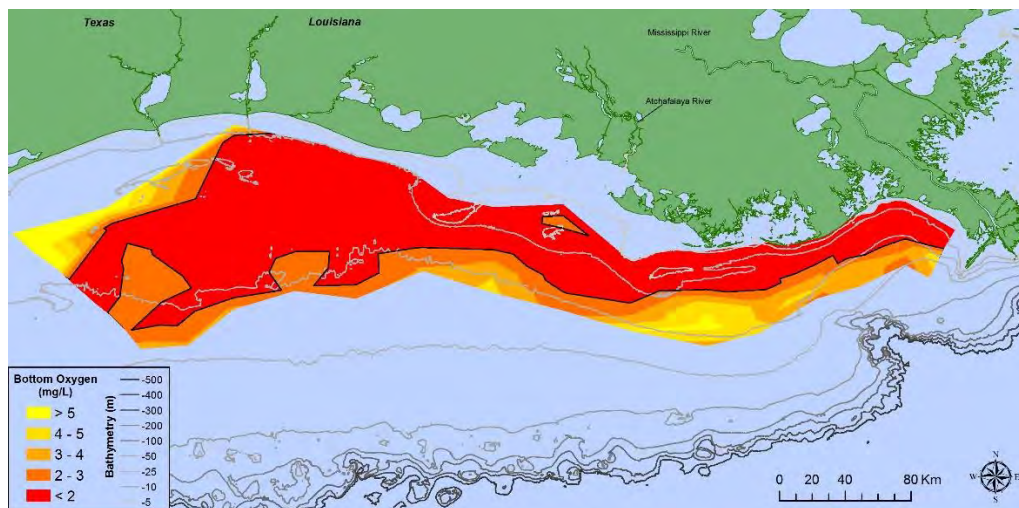 Texas
Louisiana
Mississippi River
Atchafalaya River
Bottom Oxygen
(mg/L)
> 5
4 - 5
3 - 4
2 - 3
< 2
Bathymetry (m)
-500
-400
-300
-200
-100
-50
-25
-10
-5
0 20 40 80 Km
N
W E
S